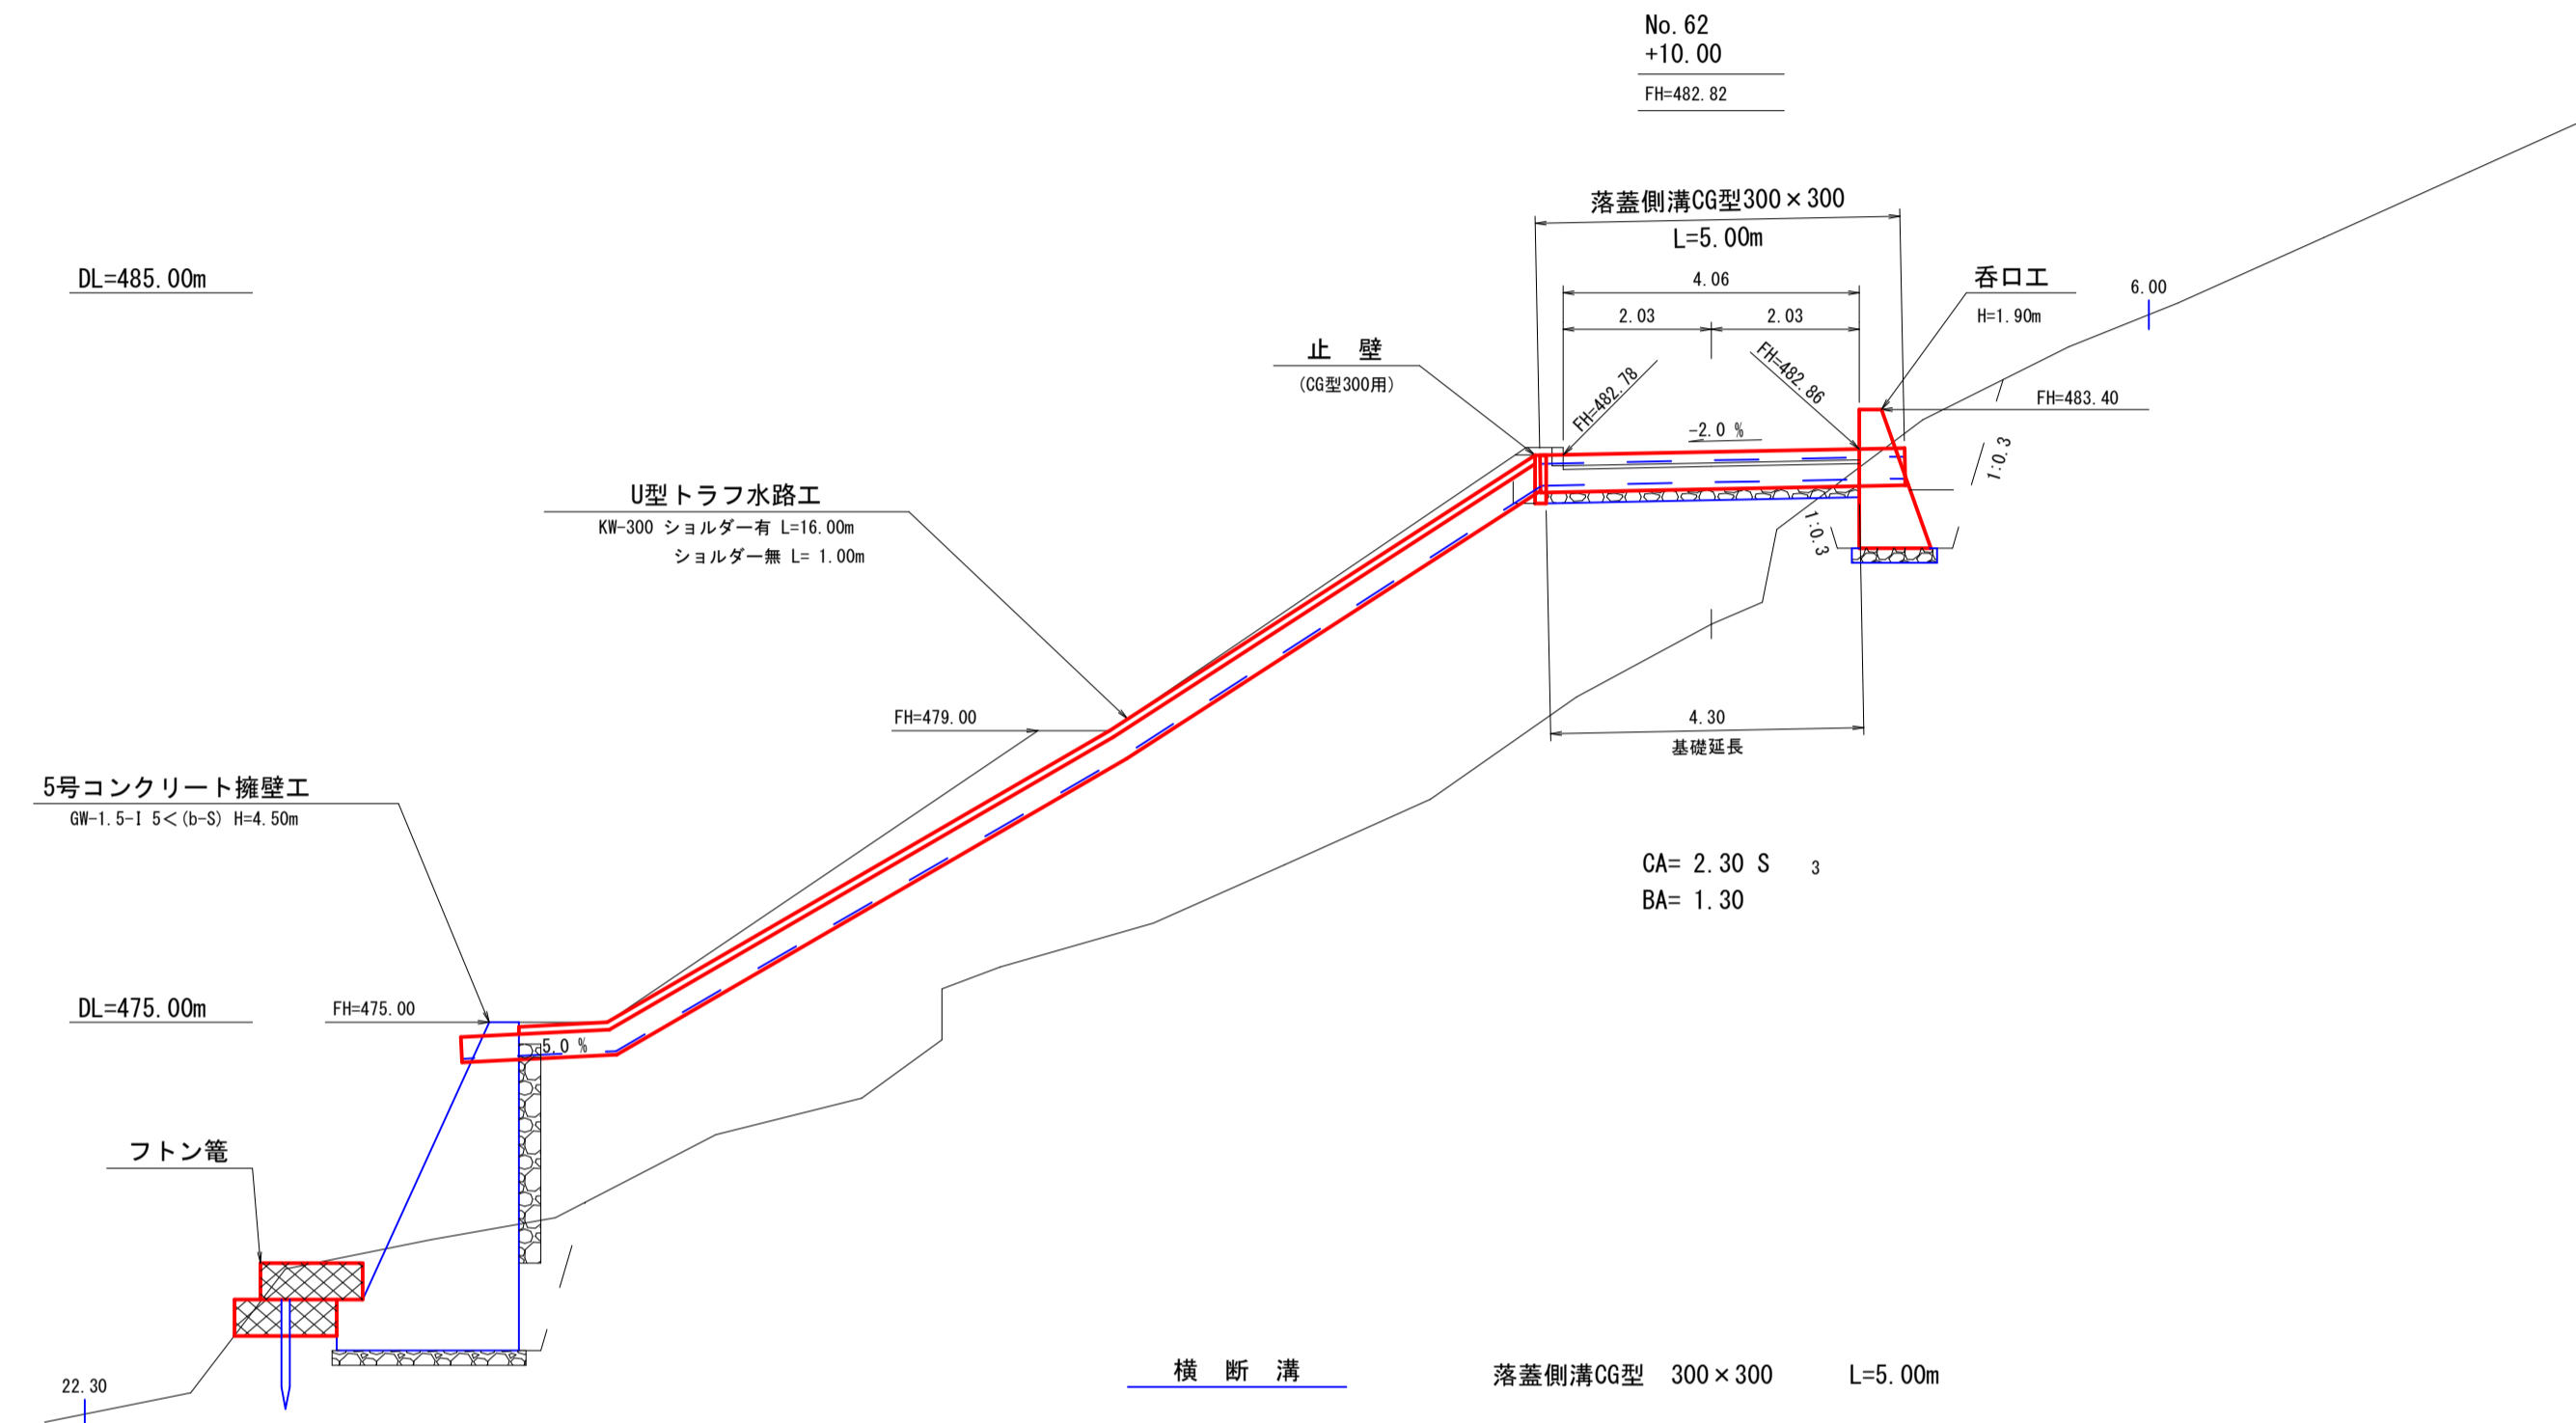 No.62
+10.00
FH=482.82
落蓋側溝CG型300×300
L=5.00m
DL=485.00m
4.06
呑口工
6.00
2.03
2.03
H=1.90m
止 壁
(CG型300用)
FH=482.78
FH=482.86
FH=483.40
-2.0 %
1:0.3
U型トラフ水路工
KW-300 ショルダー有 L=16.00m
ショルダー無 L= 1.00m
1:0.3
FH=479.00
4.30
基礎延長
5号コンクリート擁壁工
GW-1.5-I 5<(b-S) H=4.50m
CA= 2.30 S 3
BA= 1.30
DL=475.00m
FH=475.00
5.0 %
フトン篭
22.30
横 断 溝
落蓋側溝CG型 300×300 L=5.00m